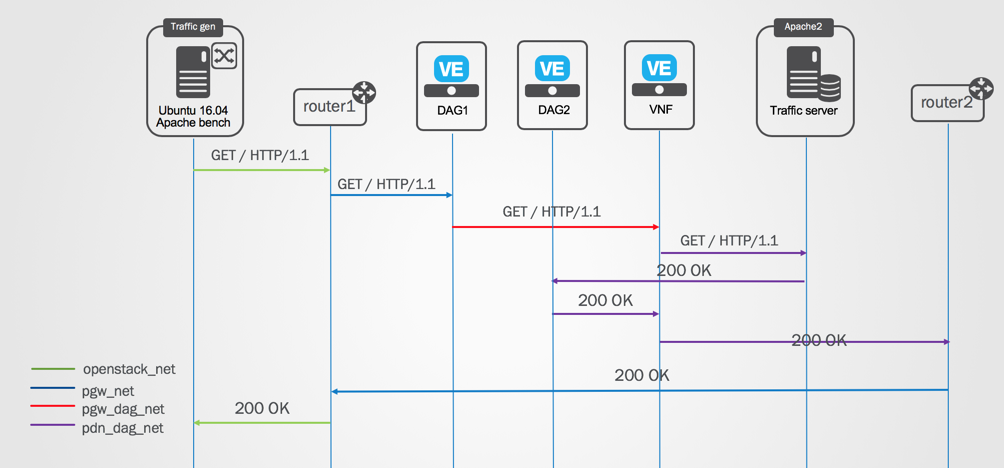 Traffic gen
Ubuntu 16.04
Apache bench
router1
VE
DAG1
VE
DAG2
VE
VNF
Apache2
Traffic server
router2
GET / HTTP/1.1
GET / HTTP/1.1
GET / HTTP/1.1
GET / HTTP/1.1
200 OK
200 OK
200 OK
200 OK
200 OK
openstack_net
pgw_net
pgw_dag_net
pdn_dag_net